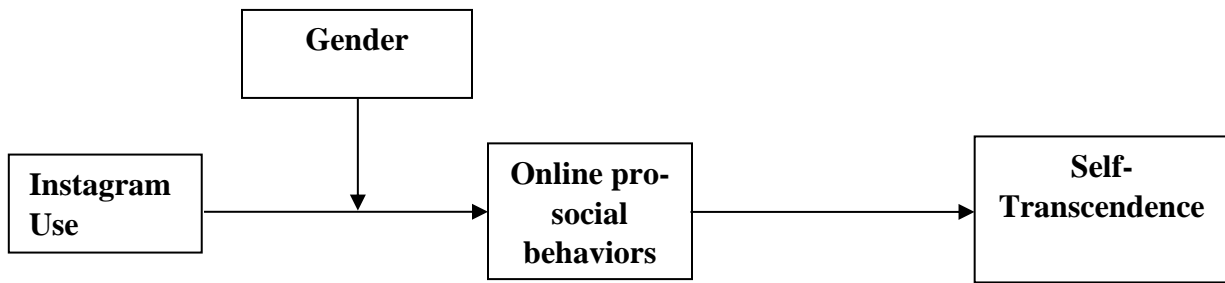 Gender
Instagram
Use
Online pro-
social
behaviors
Self-
Transcendence